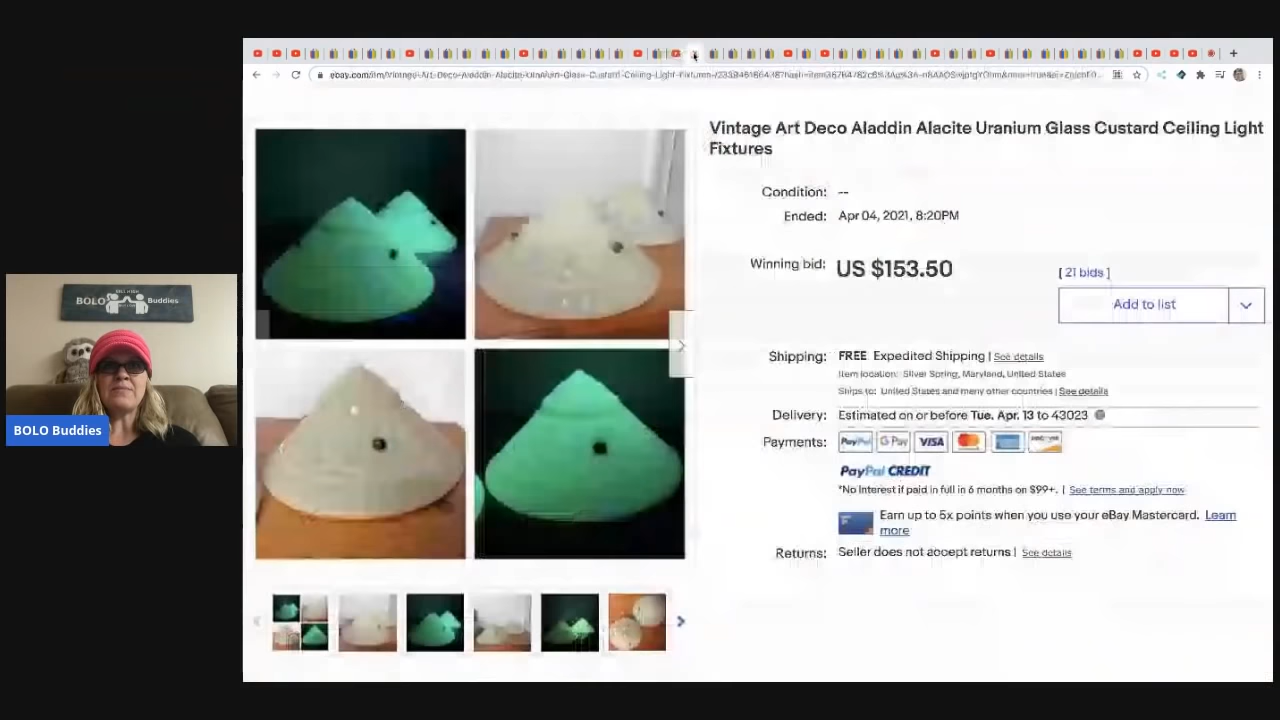 Vintage Art Deco Aladdin Alacite Uranium Glass Custard Ceiling Light
Fixtures
Condition: --
Ended: Apr 04, 2021, 8:20PM
Winning bid: US $153.50 [ 21 bids ]
Add to list
Shipping: FREE Expedited Shipping | See details
Item location: Silver Spring, Maryland, United States
Ships to: United States and many other countries | See details
Delivery: Estimated on or before Tue. Apr. 13 to 43023
Payments: PayPal G Pay VISA DISCOVER
PayPal CREDIT
*No Interest if paid in full in 6 months on $99+. | See terms and apply now
Earn up to 5x points when you use your eBay Mastercard. Learn
more
Returns: Seller does not accept returns | See details
BOLO Buddies
BOLO Buddies